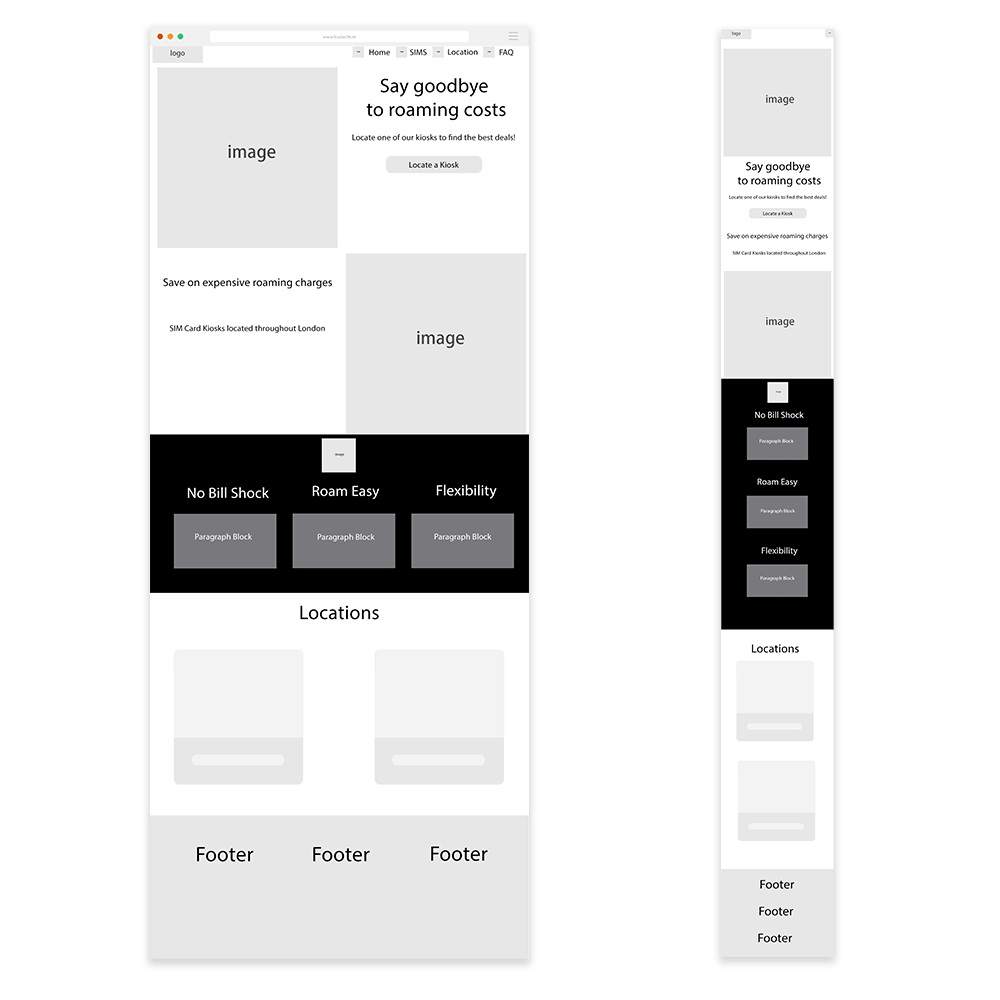 logo
Home SIMS Location FAQ
image
Say goodbye
to roaming costs
Locate one of our kiosks to find the best deals!
Locate a Kiosk
Save on expensive roaming charges
SIM Card Kiosks located throughout London
image
image
No Bill Shock Roam Easy Flexibility
Paragraph Block Paragraph Block Paragraph Block
Locations
Footer Footer Footer
logo
image
Say goodbye
to roaming costs
Locate one of our kiosks to find the best deals!
Locate a Kiosk
Save on expensive roaming charges
SIM Card Kiosks located throughout London
image
No Bill Shock
Paragraph Block
Roam Easy
Paragraph Block
Flexibility
Paragraph Block
Locations
Footer
Footer
Footer